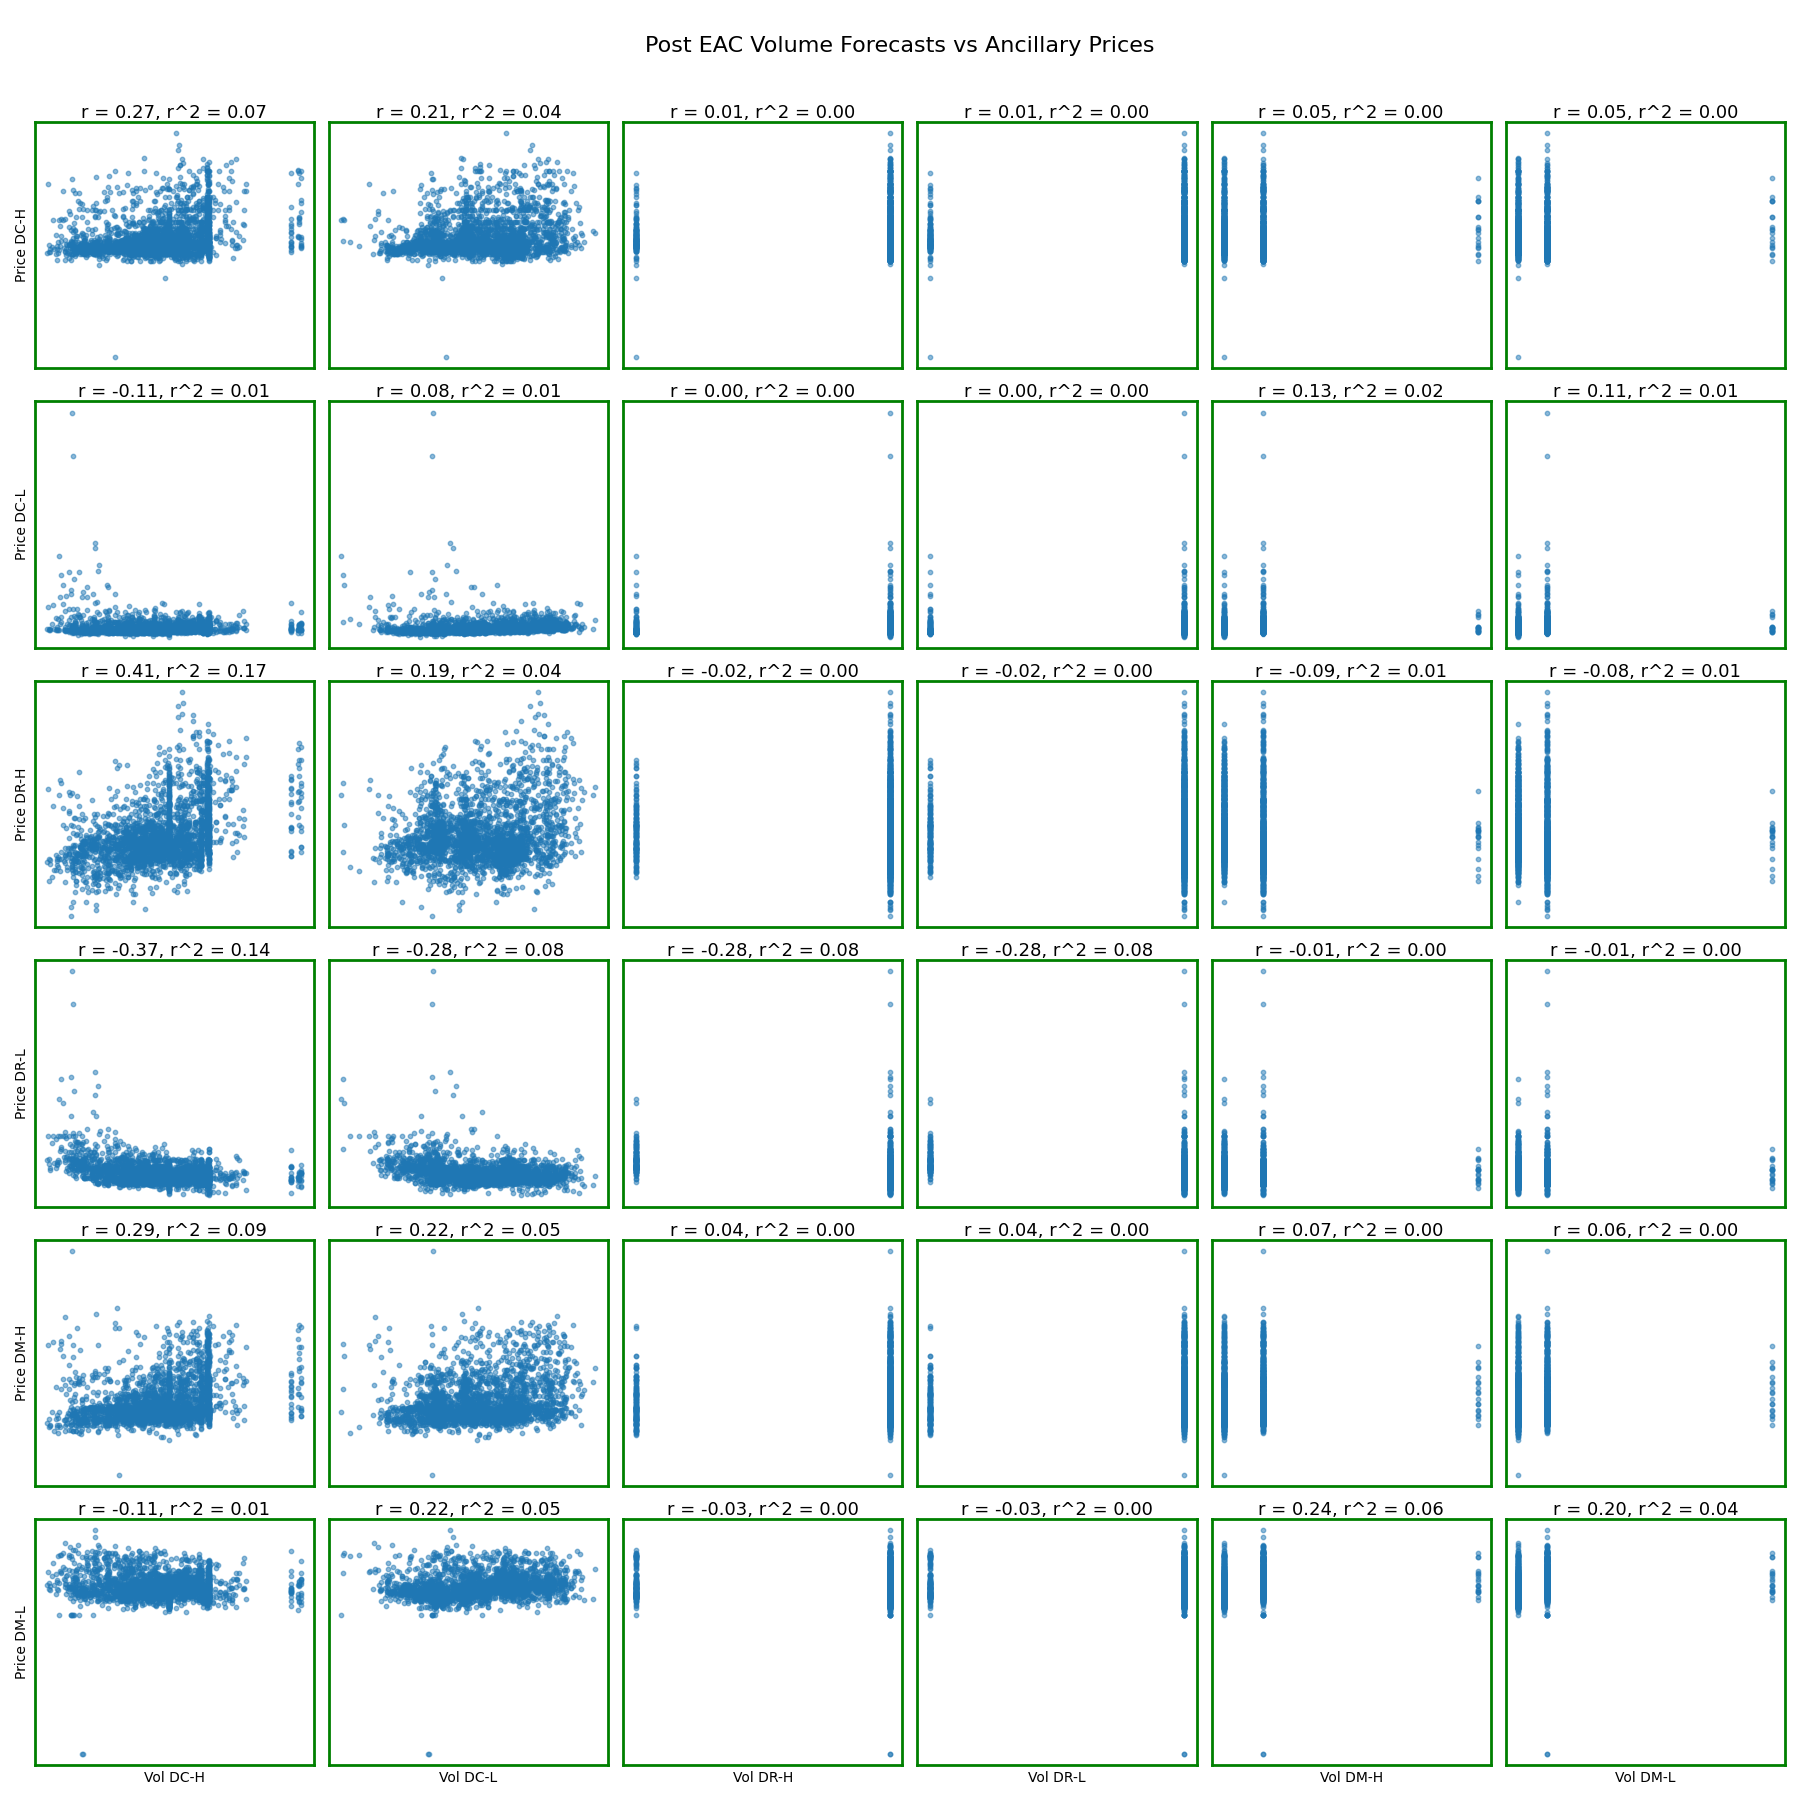 Post EAC Volume Forecasts vs Ancillary Prices
r = 0.27, r^2 = 0.07
r = 0.21, r^2 = 0.04
r = 0.01, r^2 = 0.00
r = 0.01, r^2 = 0.00
r = 0.05, r^2 = 0.00
r = 0.05, r^2 = 0.00
Price DC-H
r = -0.11, r^2 = 0.01
r = 0.08, r^2 = 0.01
r = 0.00, r^2 = 0.00
r = 0.00, r^2 = 0.00
r = 0.13, r^2 = 0.02
r = 0.11, r^2 = 0.01
Price DC-L
r = 0.41, r^2 = 0.17
r = 0.19, r^2 = 0.04
r = -0.02, r^2 = 0.00
r = -0.02, r^2 = 0.00
r = -0.09, r^2 = 0.01
r = -0.08, r^2 = 0.01
Price DR-H
r = -0.37, r^2 = 0.14
r = -0.28, r^2 = 0.08
r = -0.28, r^2 = 0.08
r = -0.28, r^2 = 0.08
r = -0.01, r^2 = 0.00
r = -0.01, r^2 = 0.00
Price DR-L
r = 0.29, r^2 = 0.09
r = 0.22, r^2 = 0.05
r = 0.04, r^2 = 0.00
r = 0.04, r^2 = 0.00
r = 0.07, r^2 = 0.00
r = 0.06, r^2 = 0.00
Price DM-H
r = -0.11, r^2 = 0.01
r = 0.22, r^2 = 0.05
r = -0.03, r^2 = 0.00
r = -0.03, r^2 = 0.00
r = 0.24, r^2 = 0.06
r = 0.20, r^2 = 0.04
Price DM-L
Vol DC-H
Vol DC-L
Vol DR-H
Vol DR-L
Vol DM-H
Vol DM-L